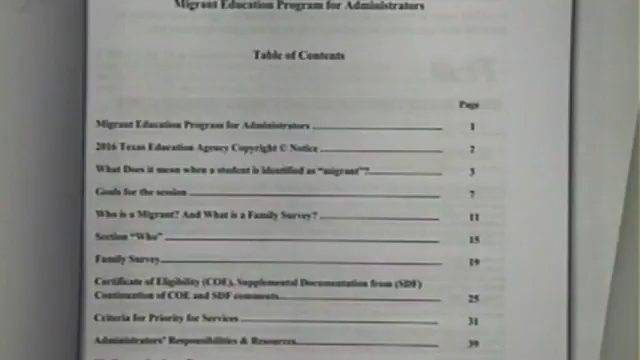 Migrant Education Program for Administrators
Table of Contents
Page
Migrant Education Program for Administrators 1
2016 Texas Education Agency Copyright © Notice 2
What Does it mean when a student is identified as "migrant"? 3
Goals for the session 7
Who is a Migrant? And What is a Family Survey? 11
Section "Who" 15
Family Survey 19
Certificate of Eligibility (COE), Supplemental Documentation from (SDF)
Continuation of COE and SDF comments 25
Criteria for Priority for Services 31
Administrators' Responsibilities & Resources 39